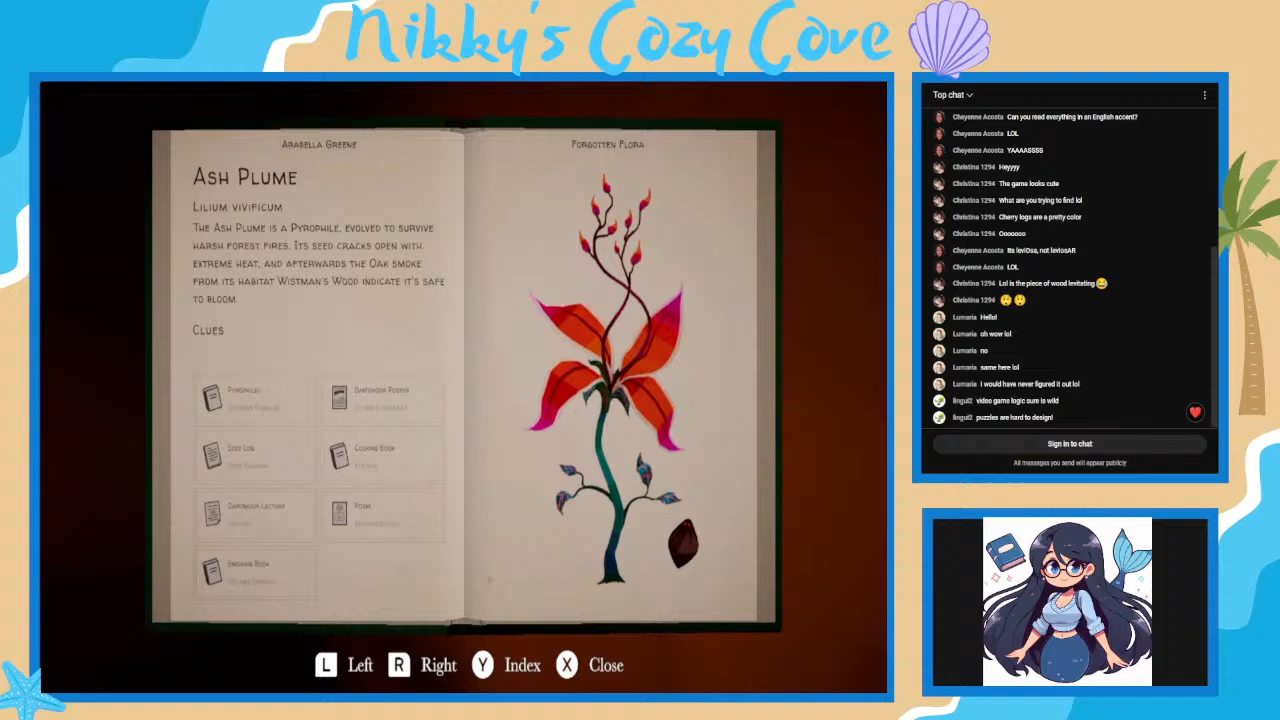 Nikky's Cozy Cove
Arabella Greene
Forgotten Flora
Ash Plume
Lilium vivificum
The Ash Plume is a Pyrophile, evolved to survive
harsh forest fires. Its seed cracks open with
extreme heat, and afterwards the Oak smoke
from its habitat Wistman's Wood indicate it's safe
to bloom.
Clues
Pyrophiles
Dartmoor Poster
Seed Log
Cooking Book
Dartmoor Lecture
Poem
Smoking Book
L Left R Right Y Index X Close
Top chat
Cheyenne Acosta Can you read everything in an English accent?
Cheyenne Acosta LOL
Cheyenne Acosta YAAAASSSS
Christina 1294 Heyyyy
Christina 1294 The game looks cute
Christina 1294 What are you trying to find lol
Christina 1294 Cherry logs are a pretty color
Christina 1294 Oooooco
Cheyenne Acosta Its leviOsa, not leviosAR
Cheyenne Acosta LOL
Christina 1294 Lol is the piece of wood levitating 😂
Christina 1294 😲😲
Lumaria Hello!
Lumaria oh wow lol
Lumaria no
Lumaria same here lol
Lumaria I would have never figured it out lol
lingui2 video game logic sure is wild
lingui2 puzzles are hard to design!
Sign in to chat
All messages you send will appear publicly